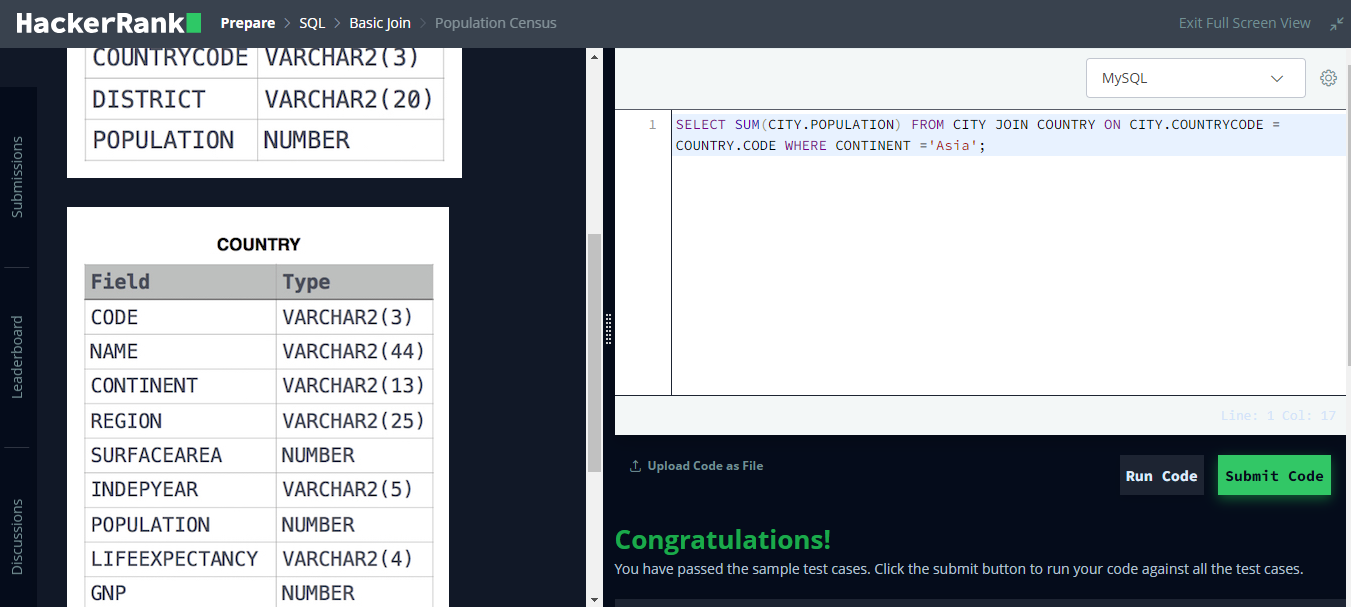 HackerRank Prepare > SQL > Basic Join > Population Census Exit Full Screen View
Submissions
Leaderboard
Discussions
COUNTRYCODE VARCHAR2(3)
DISTRICT VARCHAR2(20)
POPULATION NUMBER
COUNTRY
Field Type
CODE VARCHAR2(3)
NAME VARCHAR2(44)
CONTINENT VARCHAR2(13)
REGION VARCHAR2(25)
SURFACEAREA NUMBER
INDEPYEAR VARCHAR2(5)
POPULATION NUMBER
LIFEEXPECTANCY VARCHAR2(4)
GNP NUMBER
MySQL
1 SELECT SUM(CITY.POPULATION) FROM CITY JOIN COUNTRY ON CITY.COUNTRYCODE =
COUNTRY.CODE WHERE CONTINENT ='Asia';
Line: 1 Col: 17
Upload Code as File
Run Code Submit Code
Congratulations!
You have passed the sample test cases. Click the submit button to run your code against all the test cases.